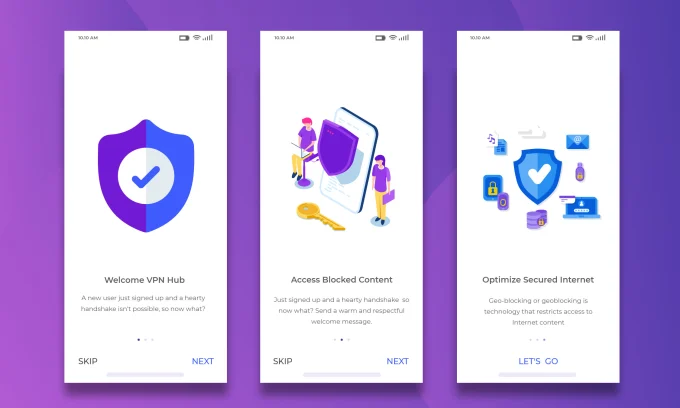 10.10 AM
Welcome VPN Hub
A new user just signed up and a hearty
handshake isn't possible, so now what?
SKIP
NEXT
10.10 AM
Access Blocked Content
Just signed up and a hearty handshake so
now what? Send a warm and respectful
welcome message.
SKIP
NEXT
10.10 AM
Optimize Secured Internet
Geo-blocking or geoblocking is
technology that restricts access to
Internet content
LET'S GO